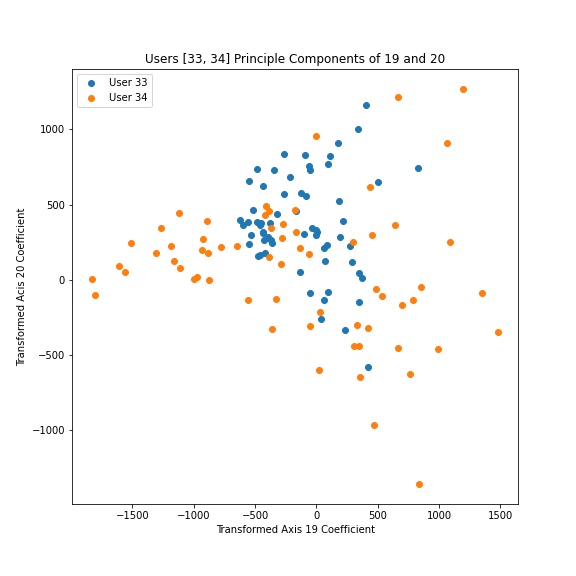 Users [33, 34] Principle Components of 19 and 20
User 33
User 34
Transformed Acis 20 Coefficient
1000
500
0
−500
−1000
−1500
−1000
−500
0
500
1000
1500
Transformed Axis 19 Coefficient